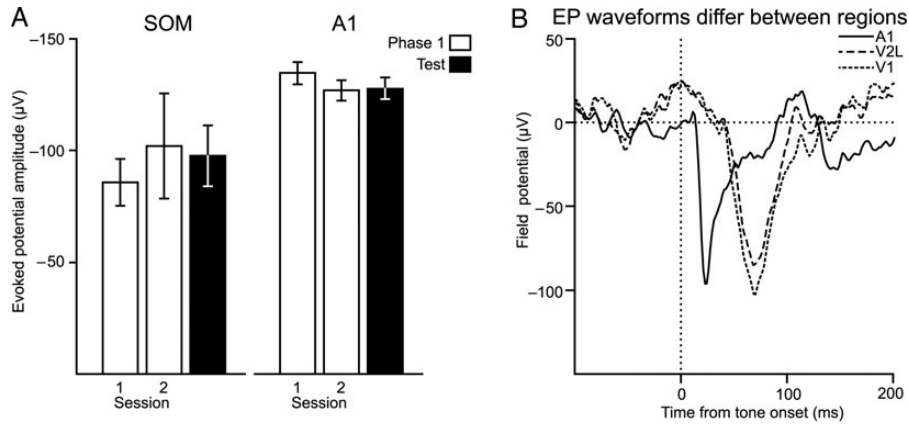 A
SOM
A1
−150
−100
−50
Evoked potential amplitude (µV)
Phase 1
Test
1
2
Session
1
2
Session
B
EP waveforms differ between regions
A1
V2L
V1
50
0
−50
−100
Field potential (µV)
0
100
200
Time from tone onset (ms)